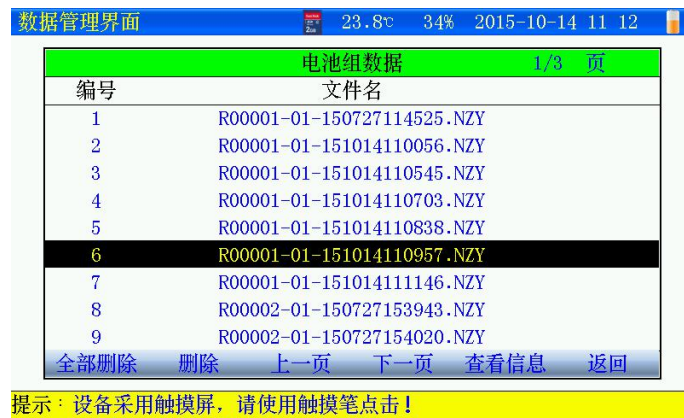 数据管理界面 23.8℃ 34% 2015-10-14 11 12
电池组数据 1/3 页
编号 文件名
1 R00001-01-150727114525.NZY
2 R00001-01-151014110056.NZY
3 R00001-01-151014110545.NZY
4 R00001-01-151014110703.NZY
5 R00001-01-151014110838.NZY
6 R00001-01-151014110957.NZY
7 R00001-01-151014111146.NZY
8 R00002-01-150727153943.NZY
9 R00002-01-150727154020.NZY
全部删除 删除 上一页 下一页 查看信息 返回
提示：设备采用触摸屏，请使用触摸笔点击！